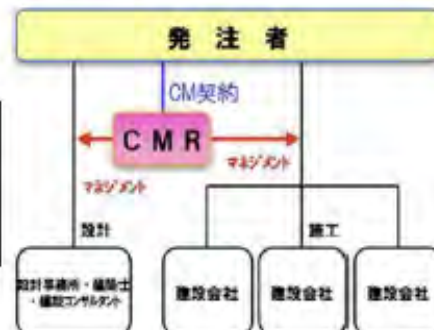 発注者
CM契約
CMR
マネジメント
マネジメント
設計
施工
設計事務所・建築士
・建設コンサルタント
建設会社
建設会社
建設会社